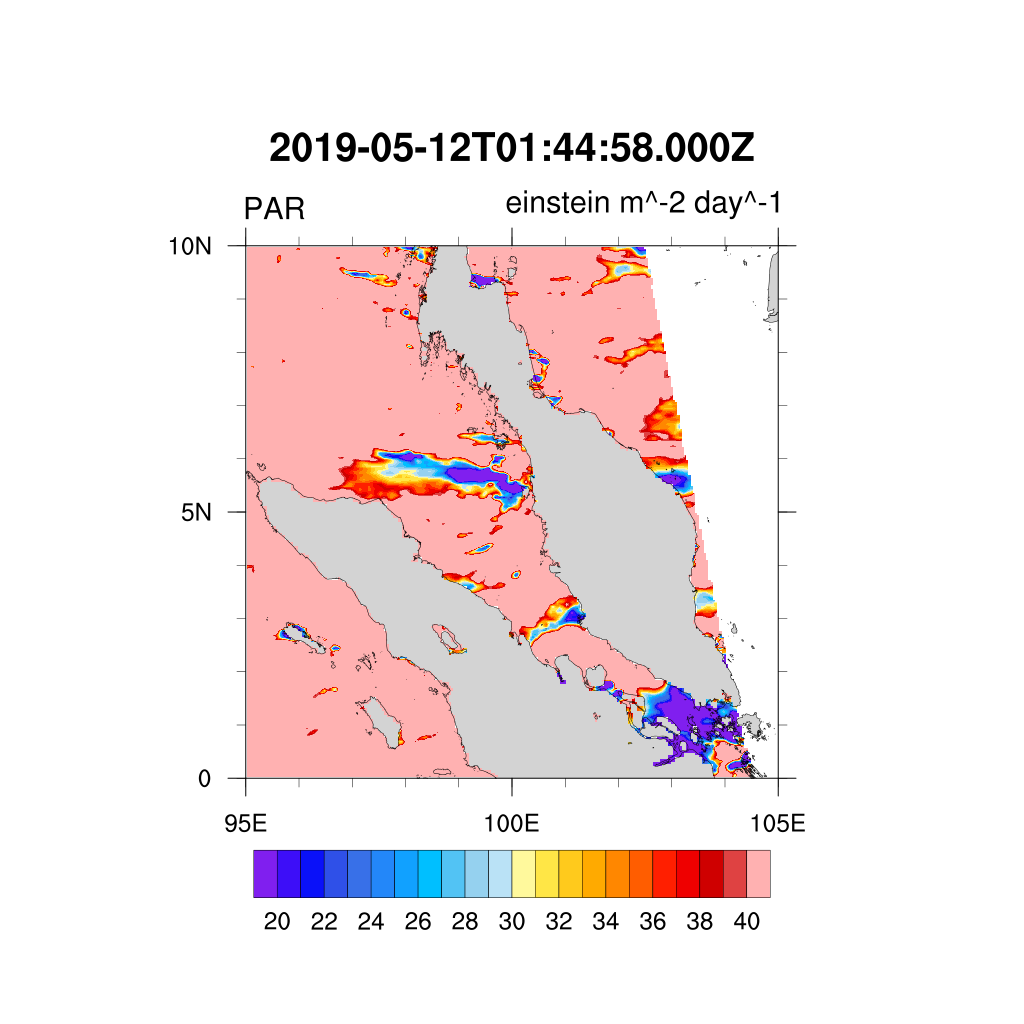 2019-05-12T01:44:58.000Z
PAR einstein m^-2 day^-1
10N
5N
0
95E 100E 105E
20 22 24 26 28 30 32 34 36 38 40